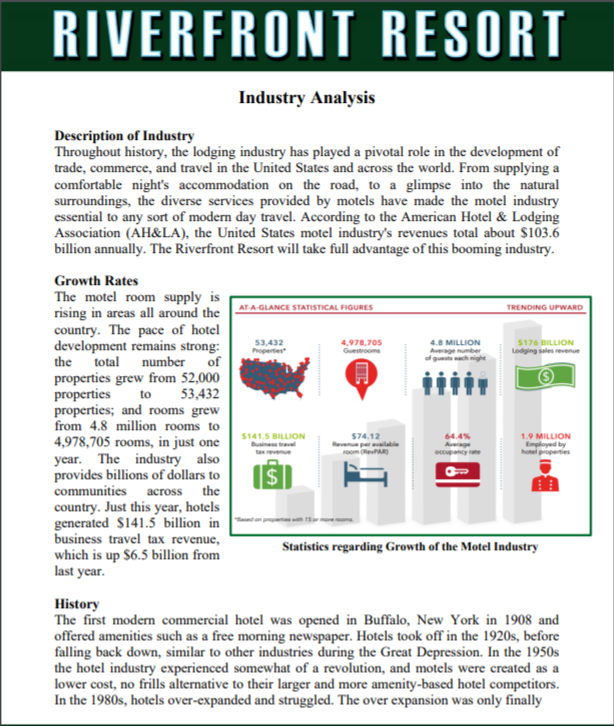 RIVERFRONT RESORT
Industry Analysis
Description of Industry
Throughout history, the lodging industry has played a pivotal role in the development of
trade, commerce, and travel in the United States and across the world. From supplying a
comfortable night's accommodation on the road, to a glimpse into the natural
surroundings, the diverse services provided by motels have made the motel industry
essential to any sort of modern day travel. According to the American Hotel & Lodging
Association (AH&LA), the United States motel industry's revenues total about $103.6
billion annually. The Riverfront Resort will take full advantage of this booming industry.
Growth Rates
The motel room supply is
rising in areas all around the
country. The pace of hotel
development remains strong:
the total number of
properties grew from 52,000
properties to 53,432
properties; and rooms grew
from 4.8 million rooms to
4,978,705 rooms, in just one
year. The industry also
provides billions of dollars to
communities across the
country. Just this year, hotels
generated $141.5 billion in
business travel tax revenue,
which is up $6.5 billion from
last year.
AT-A-GLANCE STATISTICAL FIGURES
TRENDING UPWARD
53,432
Properties*
4,978,705
Guestrooms
4.8 MILLION
Average number
of guests each night
$176 BILLION
Lodging sales revenue
$
$141.5 BILLION
Business travel
tax revenue
$
$74.12
Revenue per available
room (RevPAR)
64.4%
Average
occupancy rate
1.9 MILLION
Employed by
hotel properties
*Based on properties with 15 or more rooms.
Statistics regarding Growth of the Motel Industry
History
The first modern commercial hotel was opened in Buffalo, New York in 1908 and
offered amenities such as a free morning newspaper. Hotels took off in the 1920s, before
falling back down, similar to other industries during the Great Depression. In the 1950s
the hotel industry experienced somewhat of a revolution, and motels were created as a
lower cost, no frills alternative to their larger and more amenity-based hotel competitors.
In the 1980s, hotels over-expanded and struggled. The over expansion was only finally